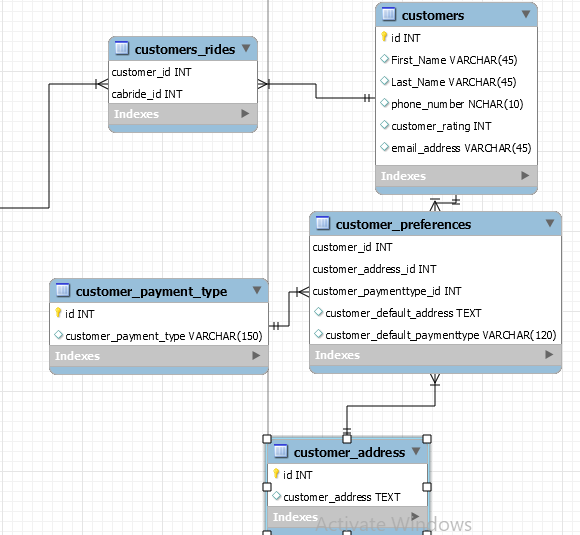 customers
id INT
First_Name VARCHAR(45)
Last_Name VARCHAR(45)
phone_number NCHAR(10)
customer_rating INT
email_address VARCHAR(45)
Indexes
customers_rides
customer_id INT
cabride_id INT
Indexes
customer_preferences
customer_id INT
customer_address_id INT
customer_paymenttype_id INT
customer_default_address TEXT
customer_default_paymenttype VARCHAR(120)
Indexes
customer_payment_type
id INT
customer_payment_type VARCHAR(150)
Indexes
customer_address
id INT
customer_address TEXT
Indexes
Activate Windows